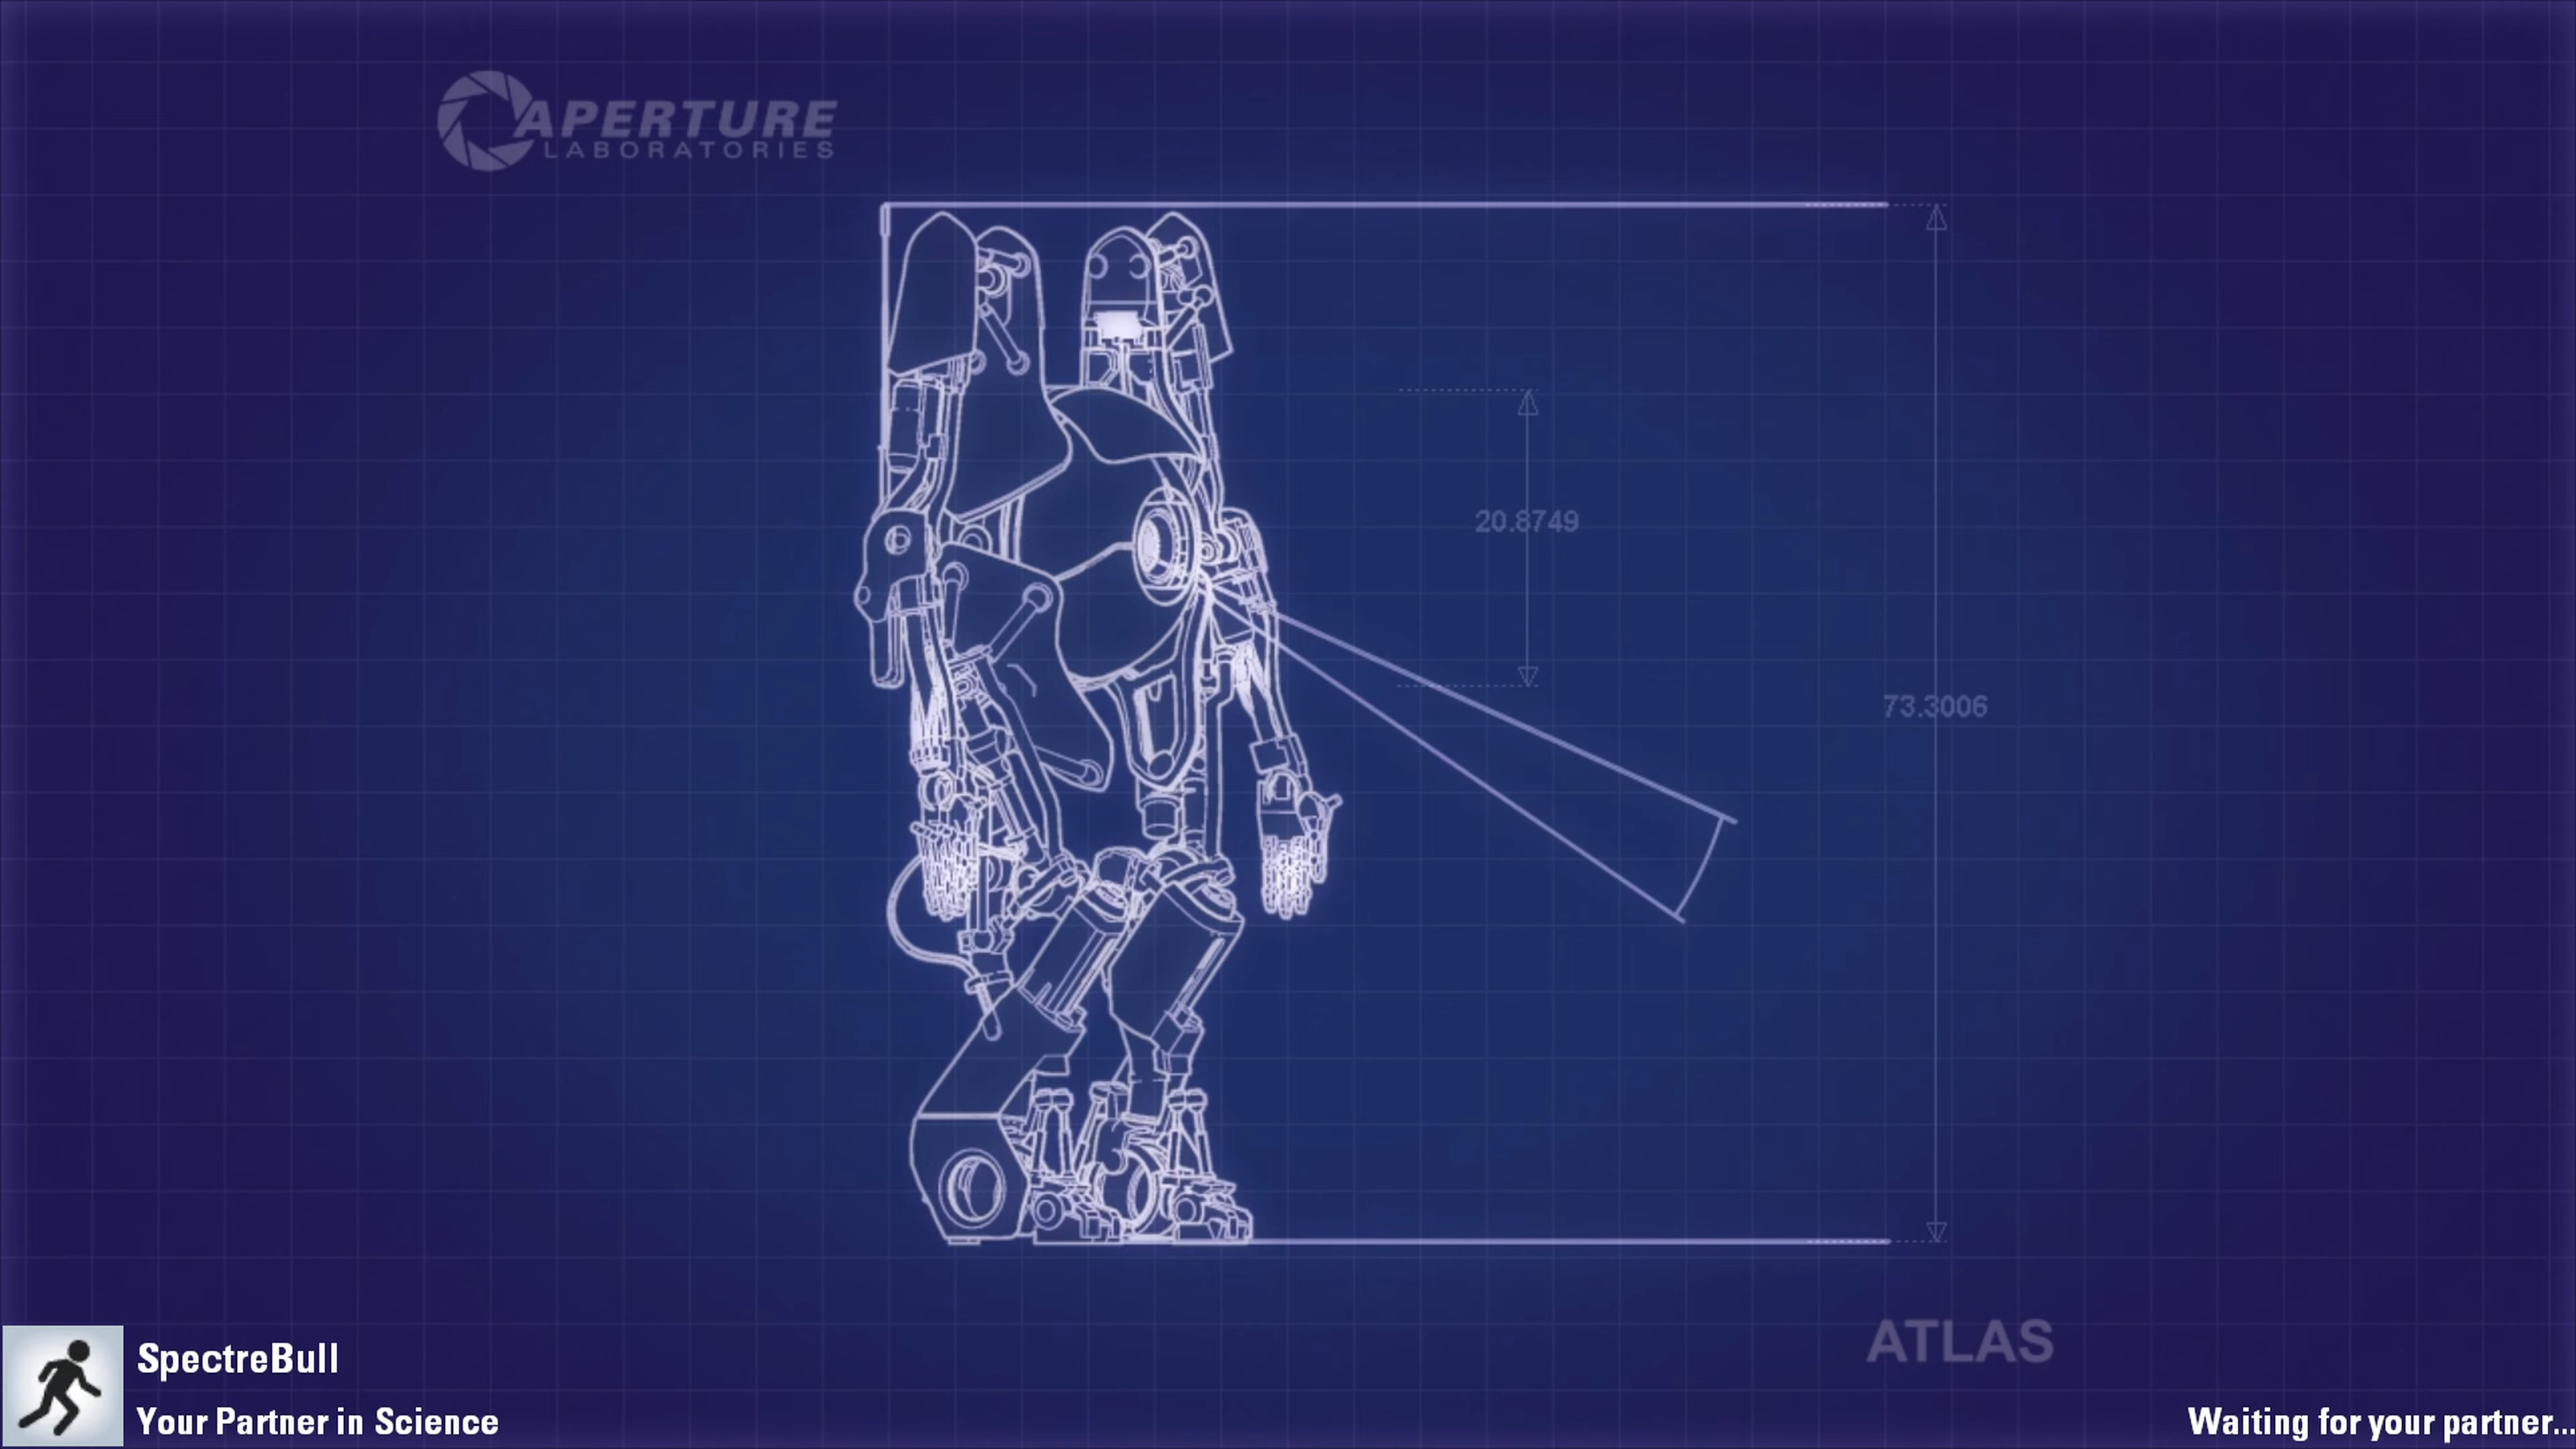 APERTURE
LABORATORIES
20.8749
73.3006
ATLAS
SpectreBull
Your Partner in Science
Waiting for your partner...